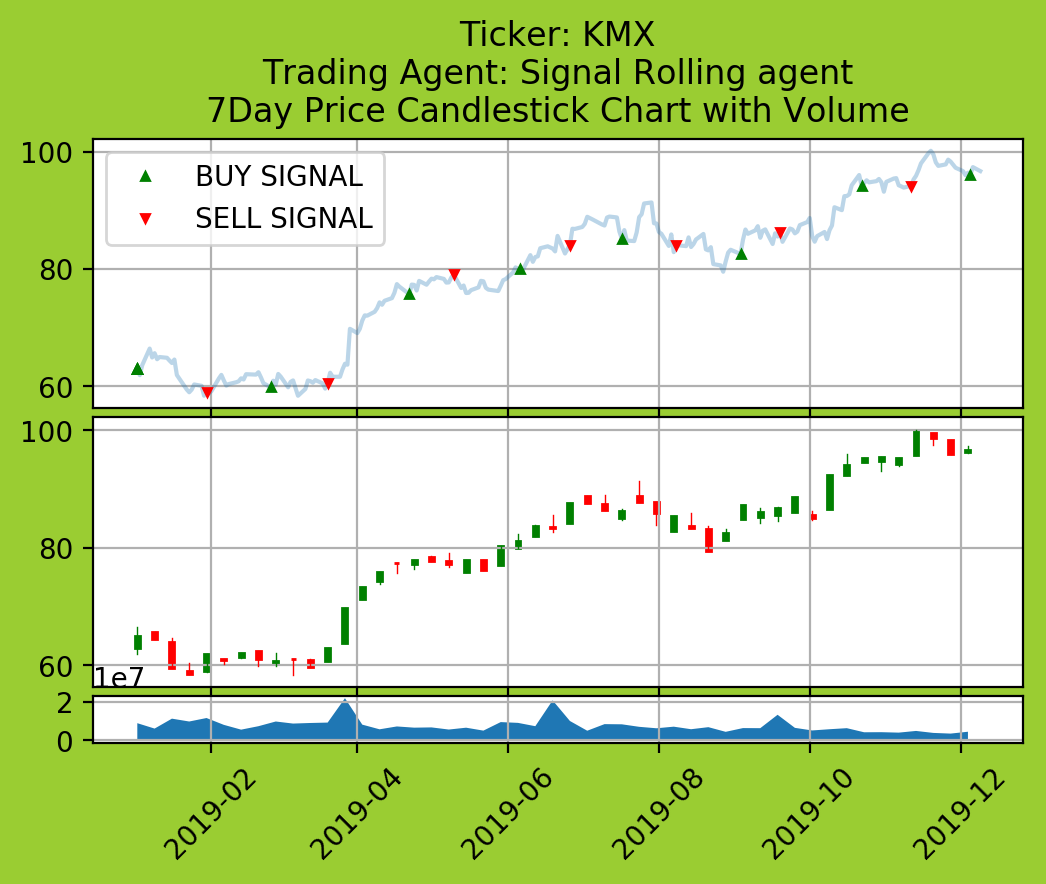 Ticker: KMX
Trading Agent: Signal Rolling agent
7Day Price Candlestick Chart with Volume
100
BUY SIGNAL
SELL SIGNAL
80
60
100
80
60
1e7
2
0
2019-02
2019-04
2019-06
2019-08
2019-10
2019-12